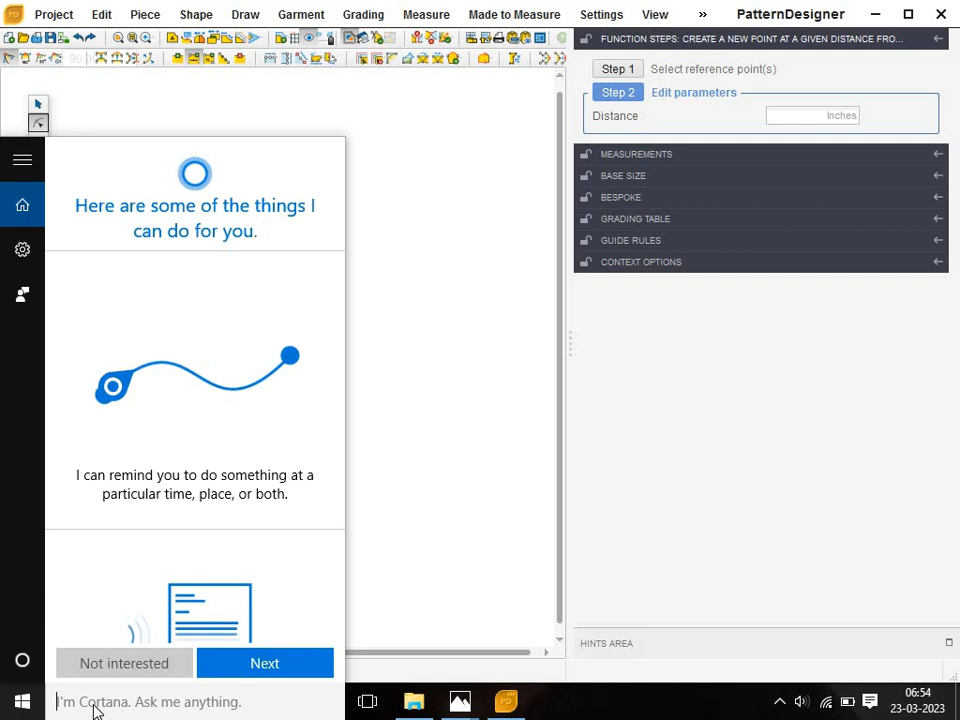 Project Edit Piece Shape Draw Garment Grading Measure Made to Measure Settings View » PatternDesigner
FUNCTION STEPS: CREATE A NEW POINT AT A GIVEN DISTANCE FRO...
Step 1 Select reference point(s)
Step 2 Edit parameters
Distance Inches
MEASUREMENTS
BASE SIZE
BESPOKE
GRADING TABLE
GUIDE RULES
CONTEXT OPTIONS
HINTS AREA
Here are some of the things I
can do for you.
I can remind you to do something at a
particular time, place, or both.
Not interested Next
I'm Cortana. Ask me anything.
PD
06:54
23-03-2023